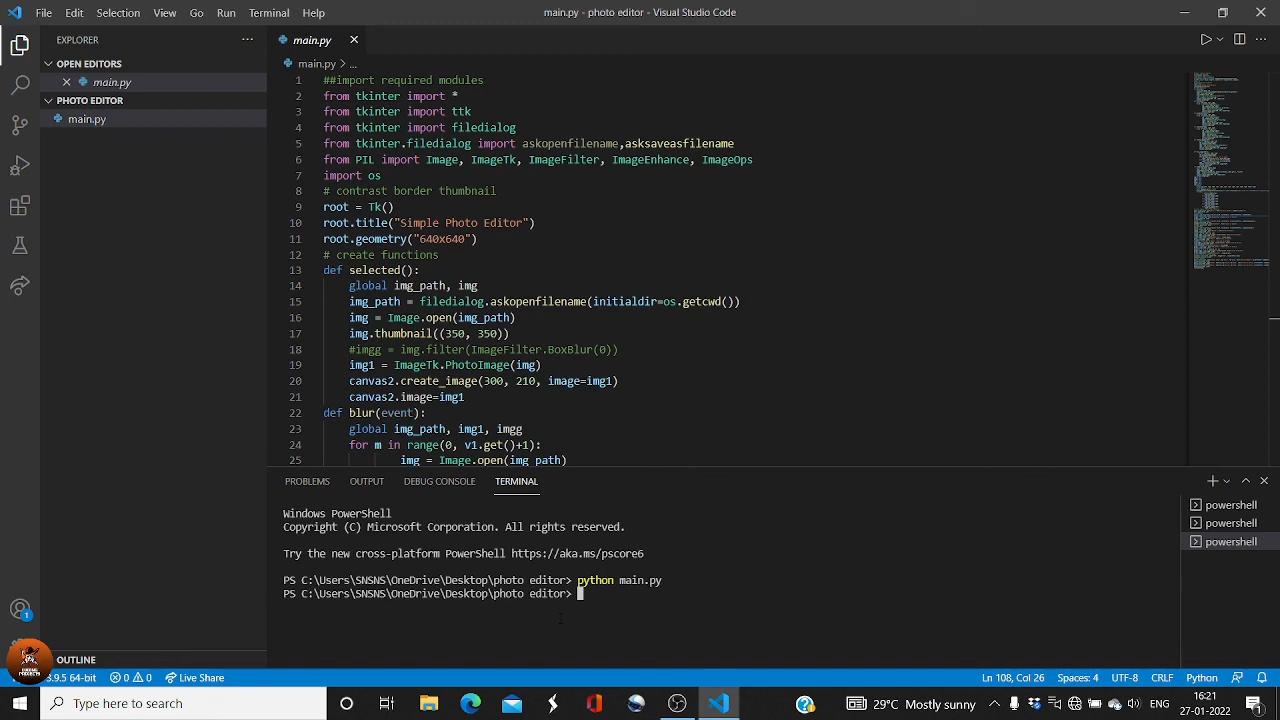 File Edit Selection View Go Run Terminal Help
main.py - photo editor - Visual Studio Code
EXPLORER
OPEN EDITORS
main.py
PHOTO EDITOR
main.py
OUTLINE
main.py
main.py > ...
1 ##import required modules
2 from tkinter import *
3 from tkinter import ttk
4 from tkinter import filedialog
5 from tkinter.filedialog import askopenfilename,asksaveasfilename
6 from PIL import Image, ImageTk, ImageFilter, ImageEnhance, ImageOps
7 import os
8 # contrast border thumbnail
9 root = Tk()
10 root.title("Simple Photo Editor")
11 root.geometry("640x640")
12 # create functions
13 def selected():
14 global img_path, img
15 img_path = filedialog.askopenfilename(initialdir=os.getcwd())
16 img = Image.open(img_path)
17 img.thumbnail((350, 350))
18 #imgg = img.filter(ImageFilter.BoxBlur(0))
19 img1 = ImageTk.PhotoImage(img)
20 canvas2.create_image(300, 210, image=img1)
21 canvas2.image=img1
22 def blur(event):
23 global img_path, img1, imgg
24 for m in range(0, v1.get()+1):
25 img = Image.open(img_path)
PROBLEMS OUTPUT DEBUG CONSOLE TERMINAL
Windows PowerShell
Copyright (C) Microsoft Corporation. All rights reserved.
Try the new cross-platform PowerShell https://aka.ms/pscore6
PS C:\Users\SNSNS\OneDrive\Desktop\photo editor> python main.py
PS C:\Users\SNSNS\OneDrive\Desktop\photo editor>
powershell
powershell
powershell
1
3.9.5 64-bit 0 0 Live Share
Ln 108, Col 26 Spaces: 4 UTF-8 CRLF Python
Type here to search
29°C Mostly sunny
ENG
16:21
27-01-2022